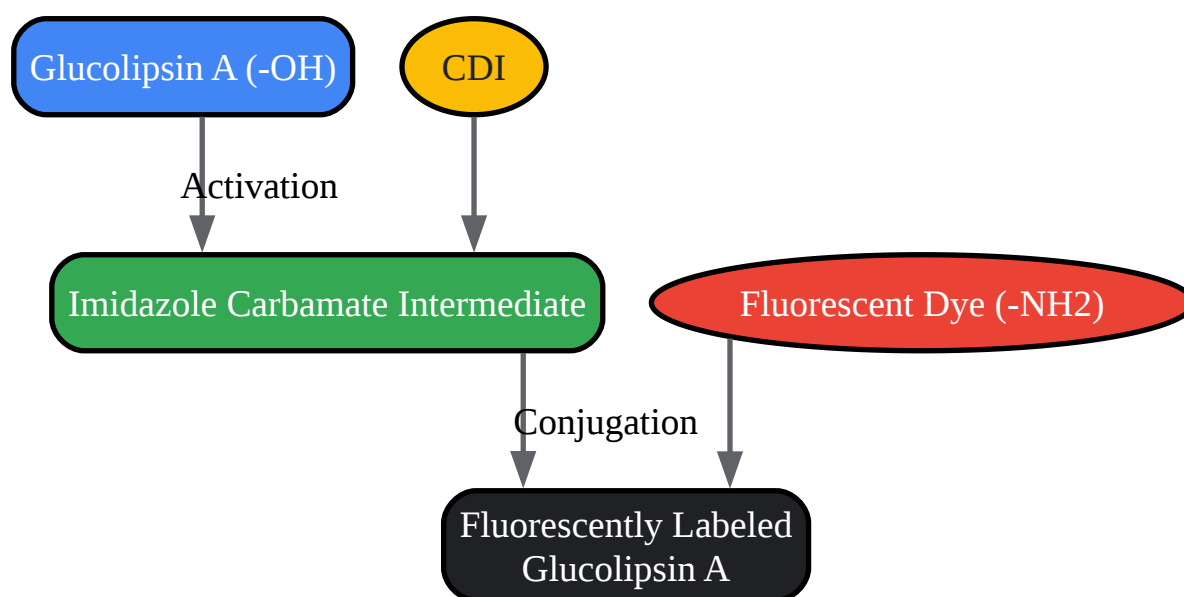 Glucolipsin A (-OH)
CDI
Activation
Imidazole Carbamate Intermediate
Fluorescent Dye (-NH2)
Conjugation
Fluorescently Labeled
Glucolipsin A